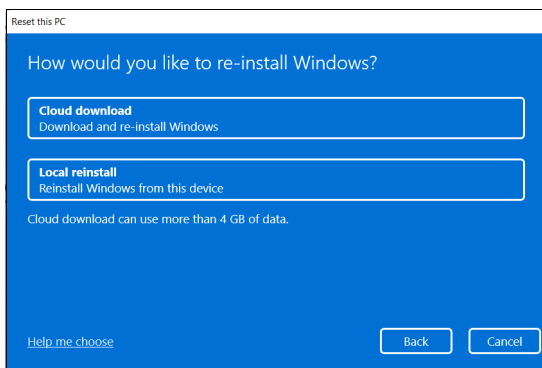 Reset this PC
How would you like to re-install Windows?
Cloud download
Download and re-install Windows
Local reinstall
Reinstall Windows from this device
Cloud download can use more than 4 GB of data.
Help me choose
Back
Cancel